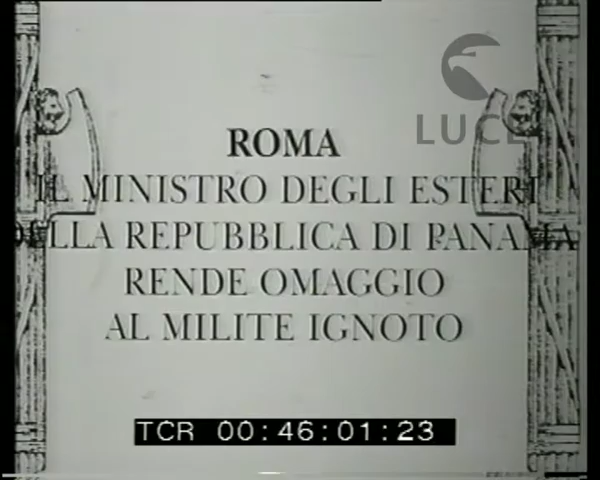 LUCE
ROMA
IL MINISTRO DEGLI ESTERI
DELLA REPUBBLICA DI PANAMA
RENDE OMAGGIO
AL MILITE IGNOTO
TCR 00:46:01:23